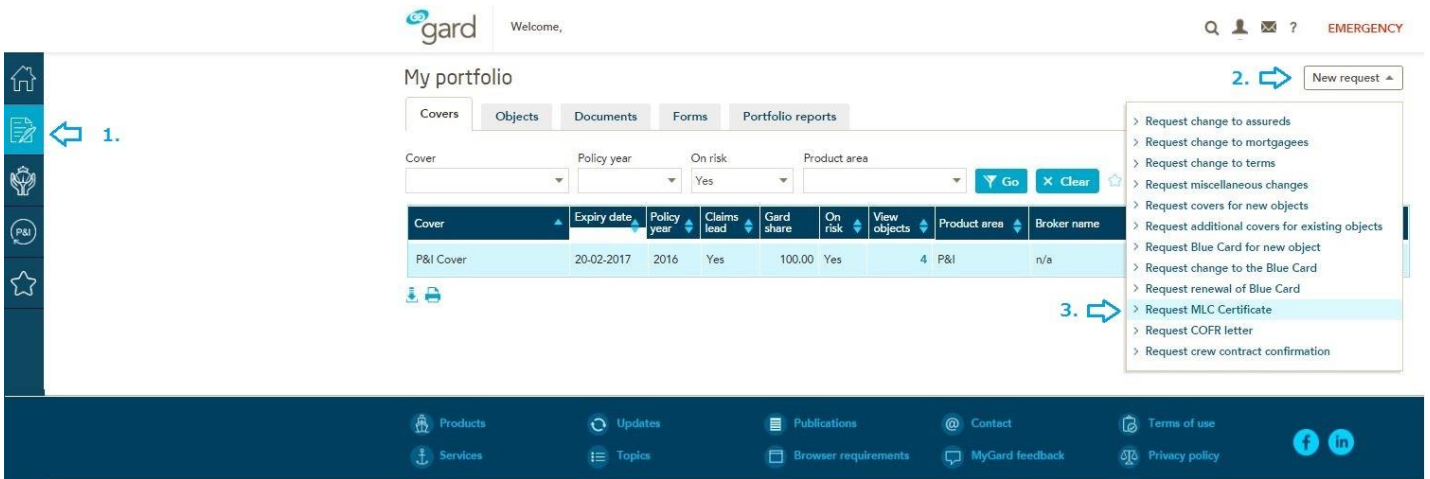 gard
Welcome,
?
EMERGENCY
My portfolio
2.
New request
Covers
Objects
Documents
Forms
Portfolio reports
1.
Cover
Policy year
On risk
Product area
Yes
Go
X Clear
Cover
Expiry date
Policy year
Claims lead
Gard share
On risk
View objects
Product area
Broker name
P&I Cover
20-02-2017
2016
Yes
100.00
Yes
4
P&I
n/a
P&I
> Request change to assureds
> Request change to mortgagees
> Request change to terms
> Request miscellaneous changes
> Request covers for new objects
> Request additional covers for existing objects
> Request Blue Card for new object
> Request change to the Blue Card
> Request renewal of Blue Card
3.
> Request MLC Certificate
> Request COFR letter
> Request crew contract confirmation
Products
Updates
Publications
@ Contact
Terms of use
Services
Topics
Browser requirements
MyGard feedback
Privacy policy
f
in